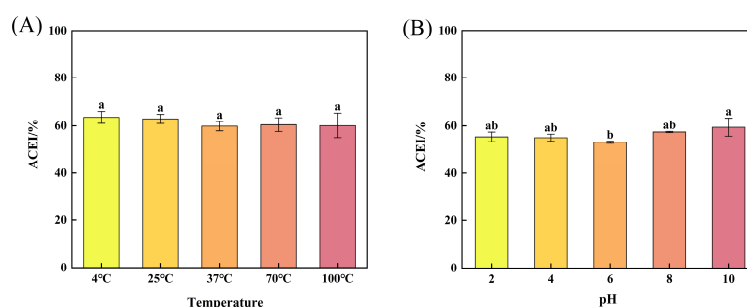 (A)
ACEI/%
100
80
60
40
20
0
a a a a a
4°C 25°C 37°C 70°C 100°C
Temperature
(B)
ACEI/%
100
80
60
40
20
0
ab ab b ab a
2 4 6 8 10
pH